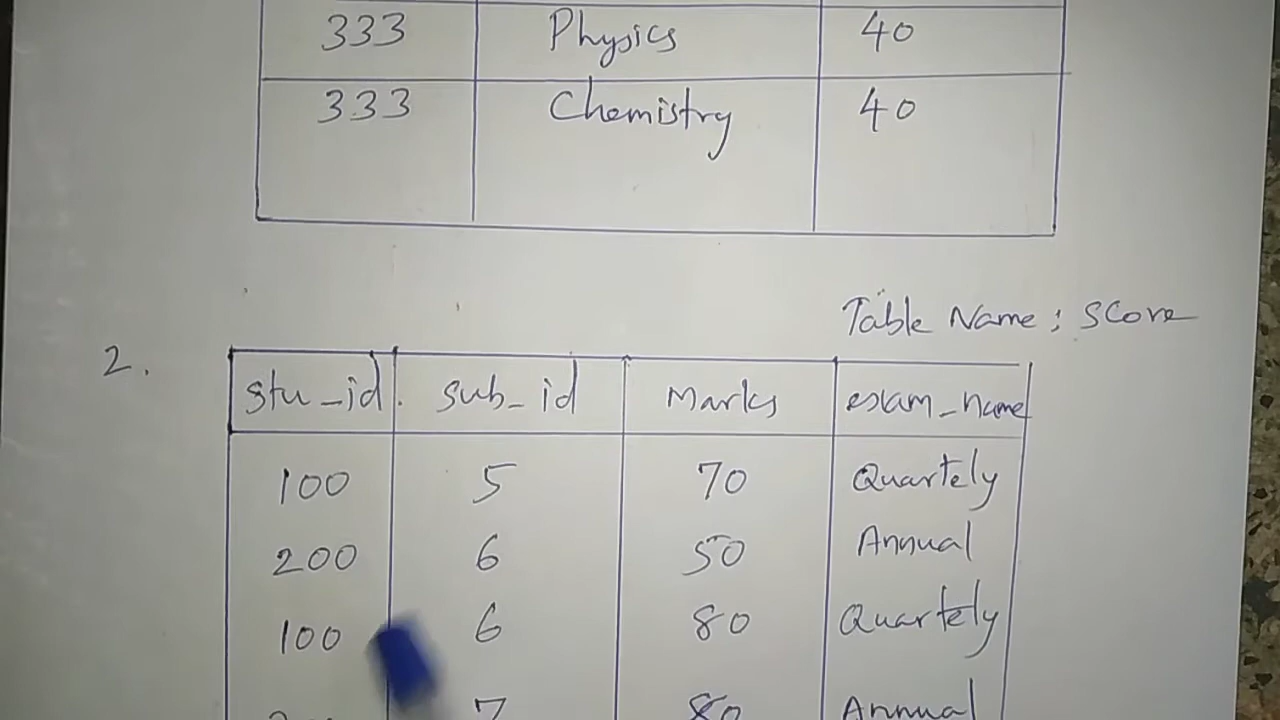 333 Physics 40
333 Chemistry 40
Table Name : Score
2.
stu_id sub_id Marks exam_name
100 5 70 Quartely
200 6 50 Annual
100 6 80 Quartely
7 80 Annual